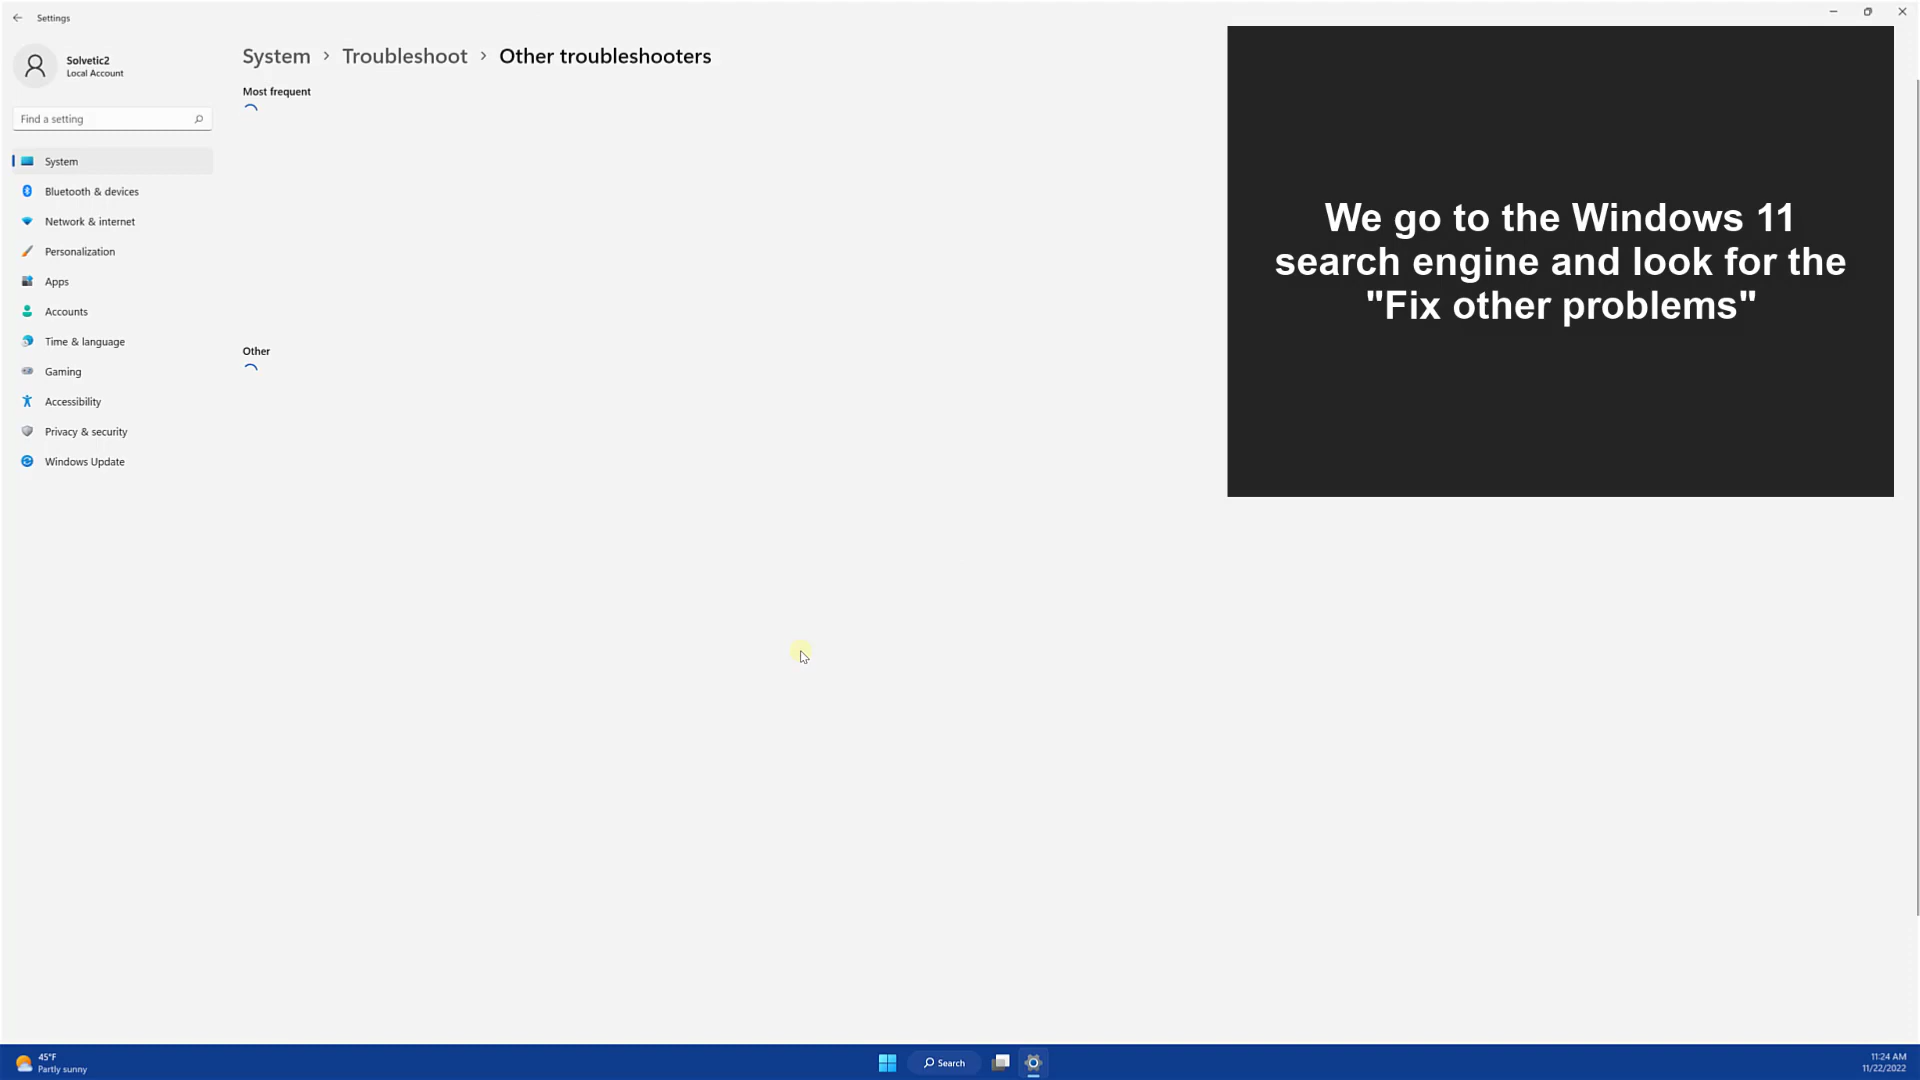 Settings
Solvetic2
Local Account
Find a setting
System
Bluetooth & devices
Network & internet
Personalization
Apps
Accounts
Time & language
Gaming
Accessibility
Privacy & security
Windows Update
System > Troubleshoot > Other troubleshooters
Most frequent
Other
We go to the Windows 11
search engine and look for the
"Fix other problems"
45°F
Partly sunny
Search
11:24 AM
11/22/2022